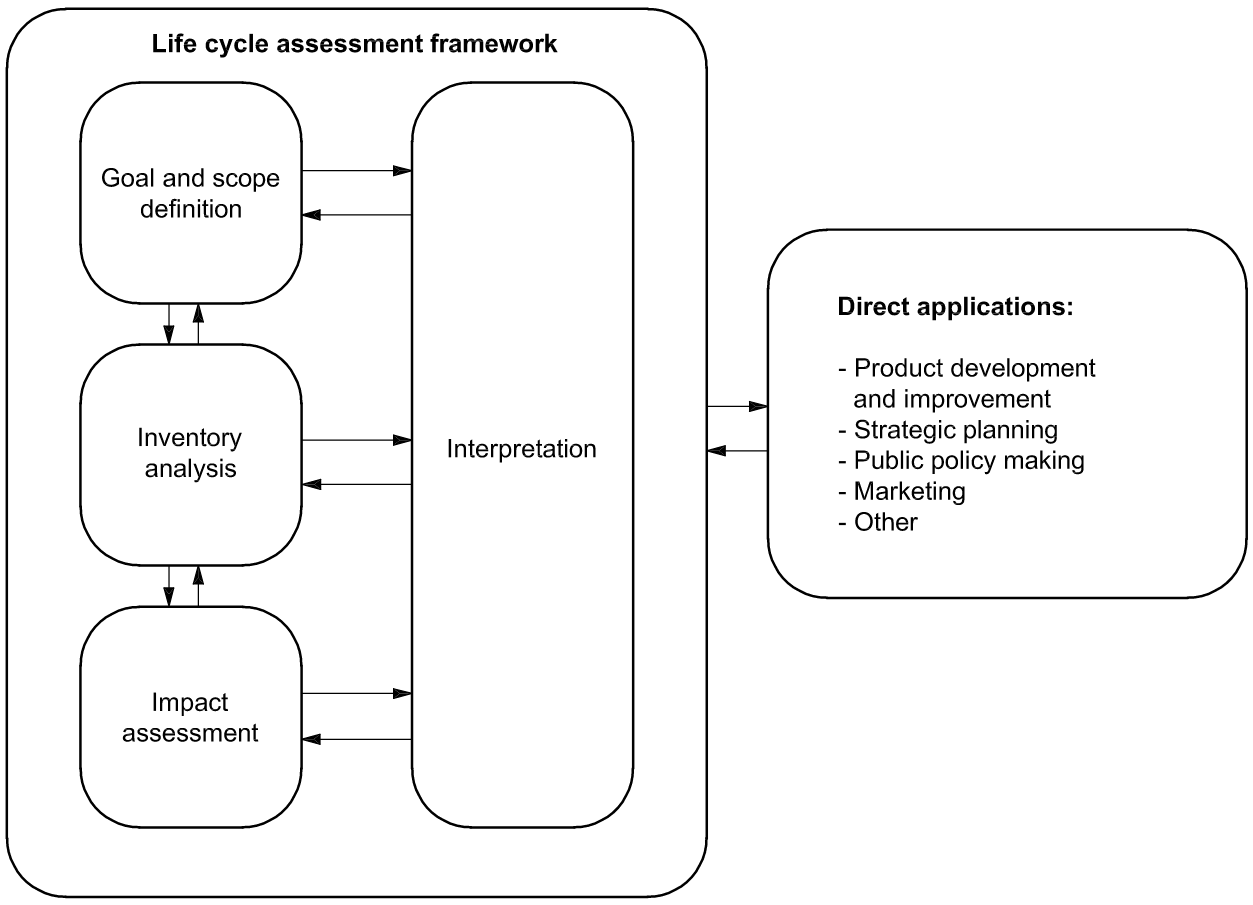 Life cycle assessment framework
Goal and scope
definition
Inventory
analysis
Impact
assessment
Interpretation
Direct applications:
- Product development
and improvement
- Strategic planning
- Public policy making
- Marketing
- Other